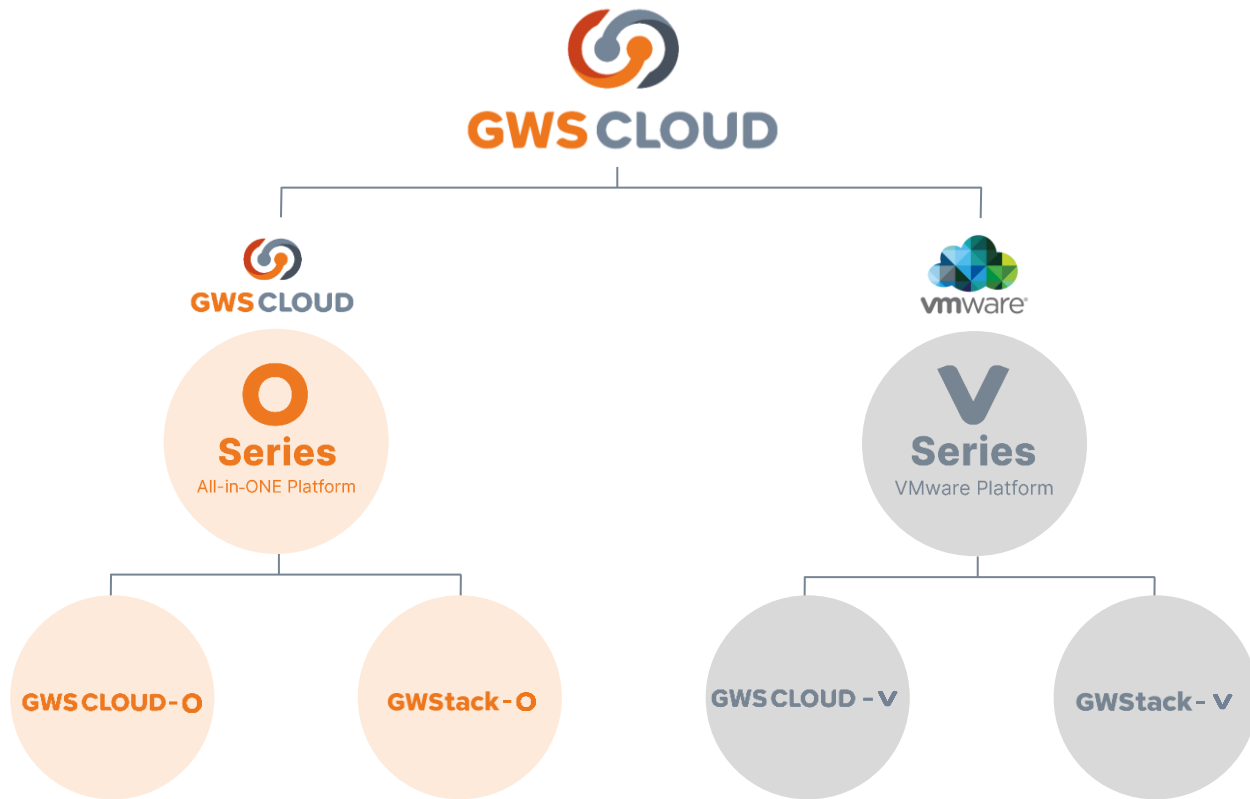 GWS CLOUD
GWS CLOUD
vmware®
O
Series
All-in-ONE Platform
V
Series
VMware Platform
GWS CLOUD - O
GWStack - O
GWS CLOUD - V
GWStack - V